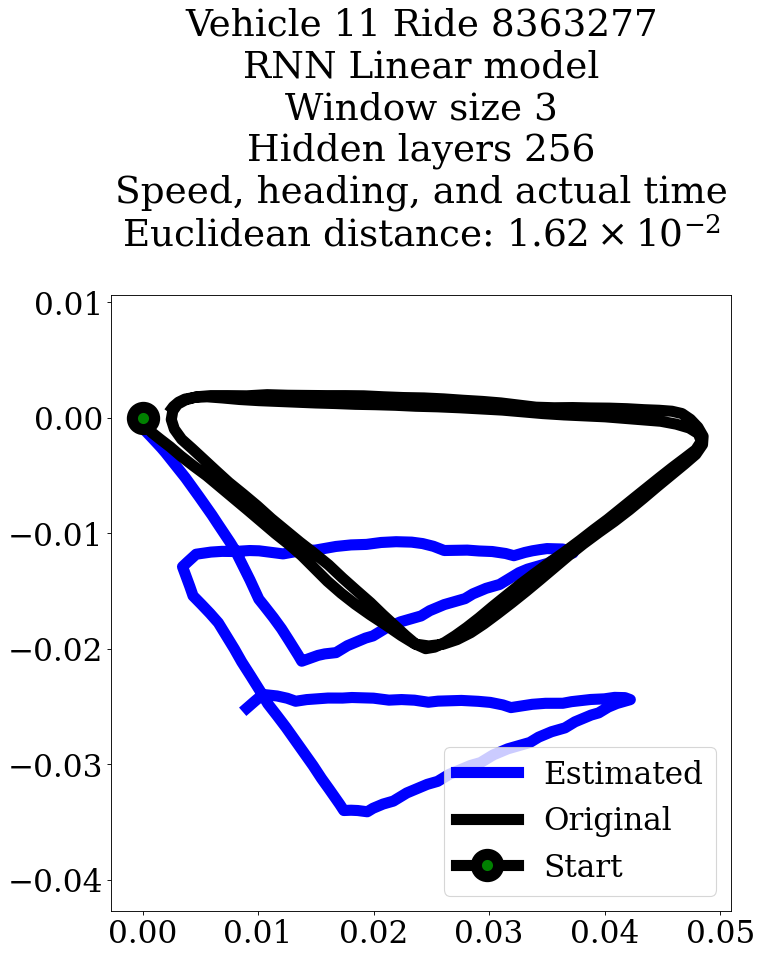 Vehicle 11 Ride 8363277
RNN Linear model
Window size 3
Hidden layers 256
Speed, heading, and actual time
Euclidean distance: 1.62 × 10⁻²
0.01
0.00
−0.01
−0.02
−0.03
−0.04
Estimated
Original
Start
0.00 0.01 0.02 0.03 0.04 0.05